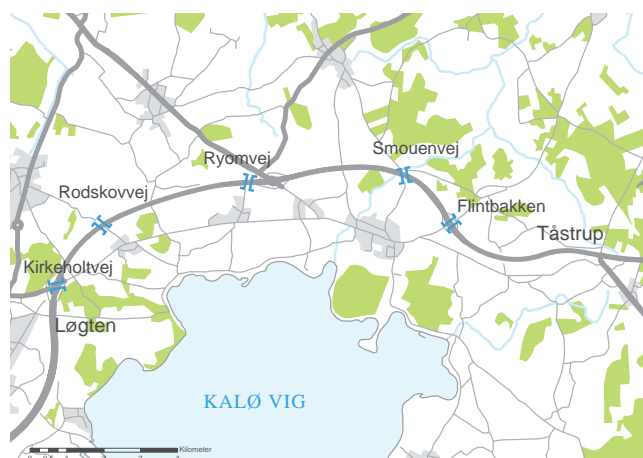 Smouenvej
Ryomvej
Rodskovvej
Flintbakken
Tåstrup
Kirkeholtvej
Løgten
KALØ VIG
Kilometer